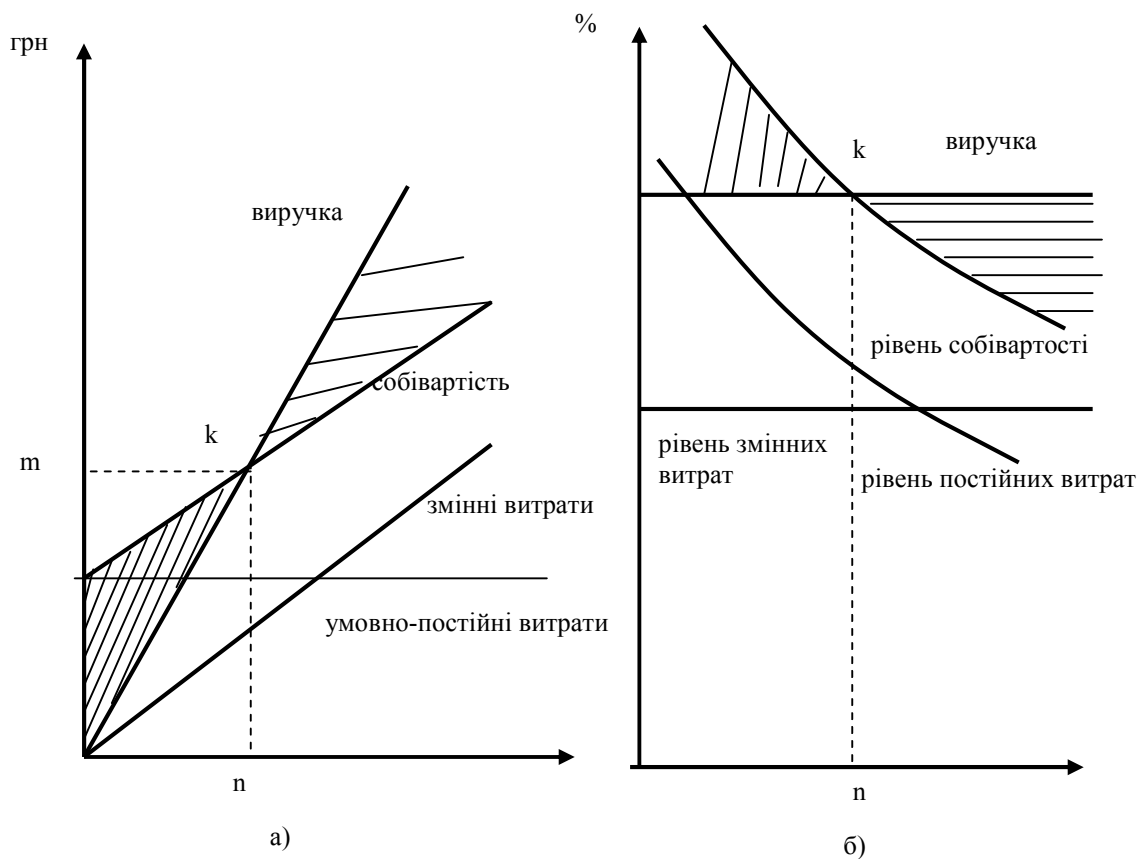 грн
виручка
собівартість
k
m
змінні витрати
умовно-постійні витрати
n
а)
%
k
виручка
рівень собівартості
рівень змінних
витрат
рівень постійних витрат
n
б)